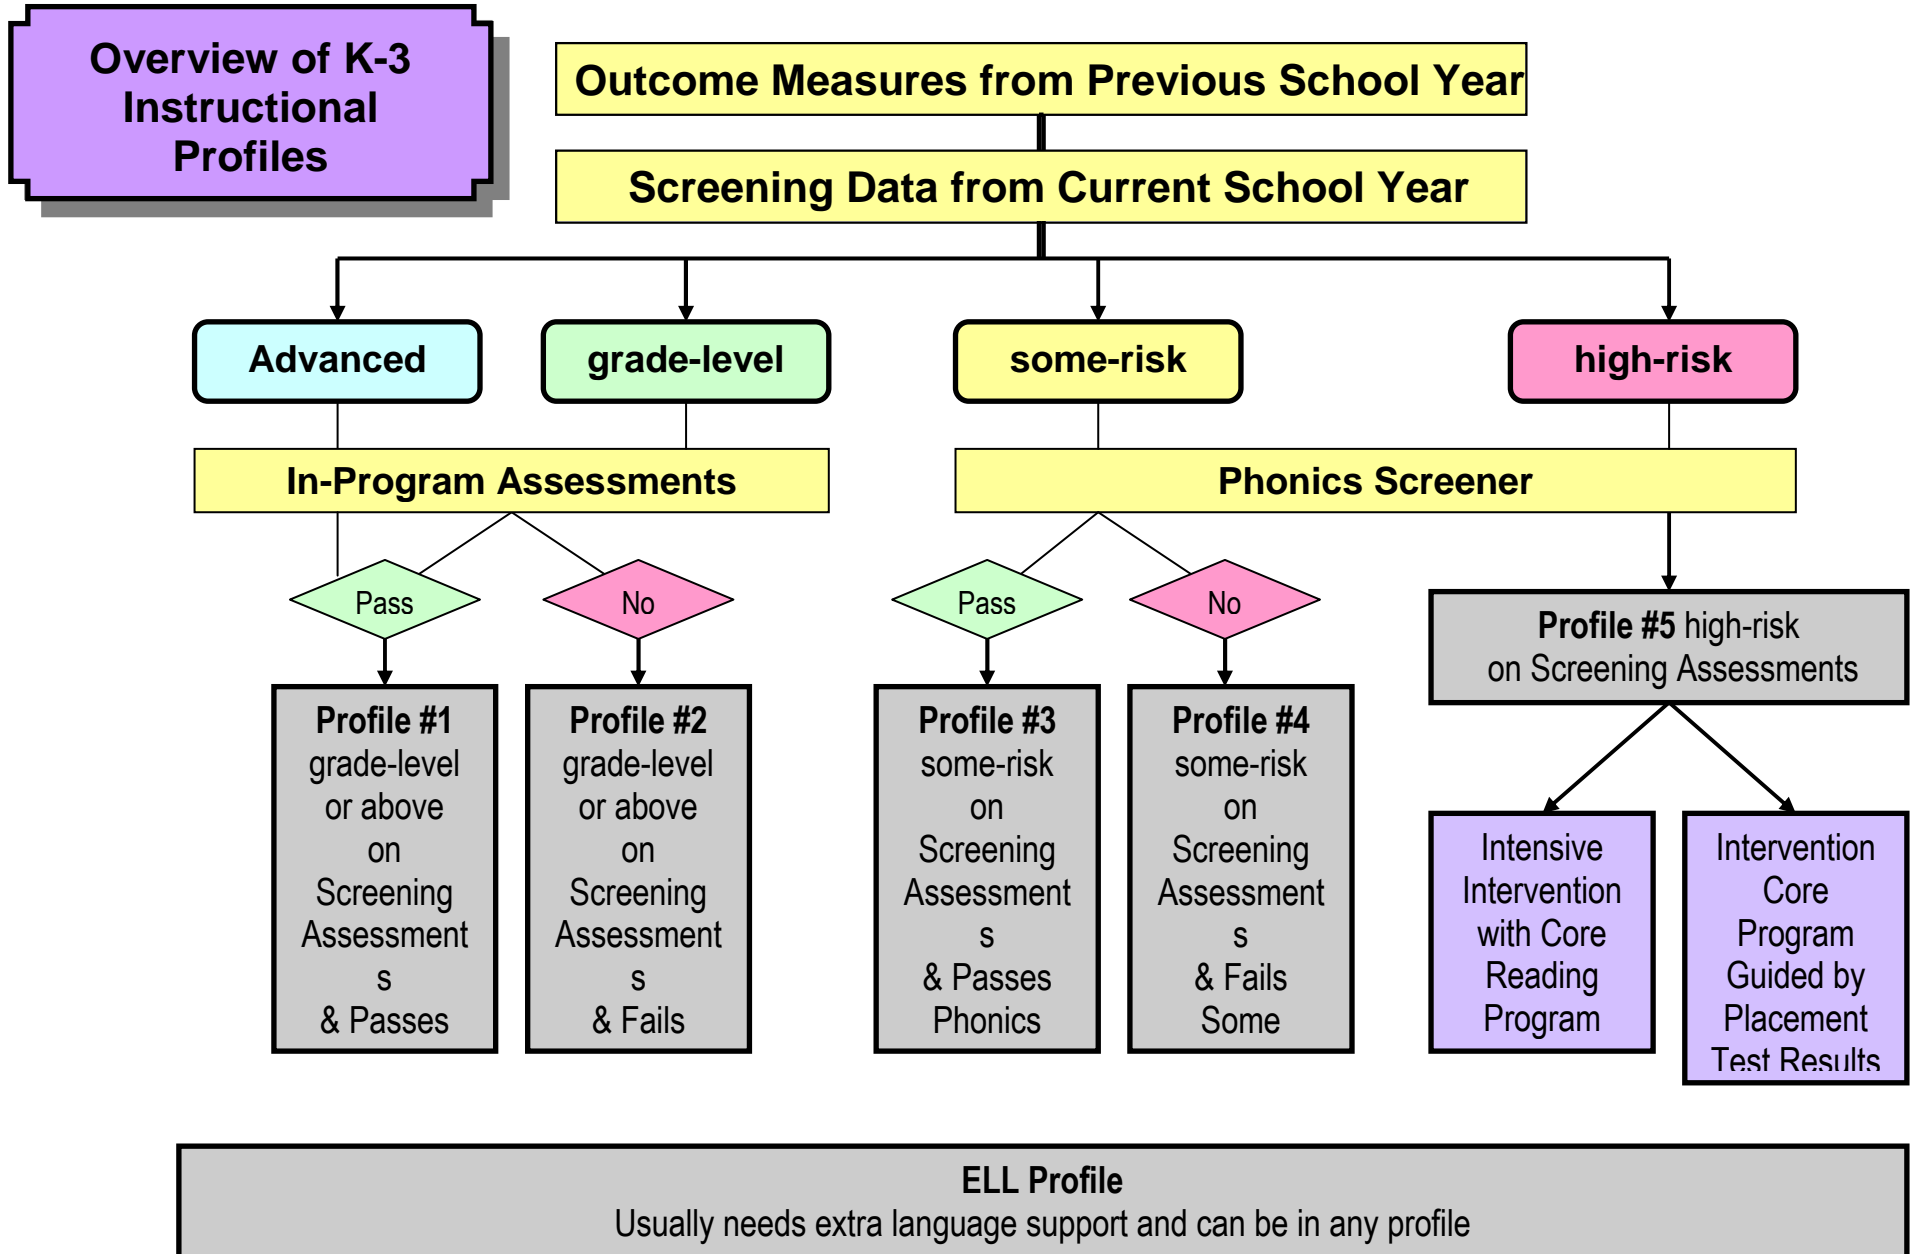 Overview of K-3
Instructional
Profiles
Outcome Measures from Previous School Year
Screening Data from Current School Year
Advanced
grade-level
some-risk
high-risk
In-Program Assessments
Phonics Screener
Pass
No
Pass
No
Profile #1
grade-level
or above
on
Screening
Assessment
s
& Passes
Profile #2
grade-level
or above
on
Screening
Assessment
s
& Fails
Profile #3
some-risk
on
Screening
Assessment
s
& Passes
Phonics
Profile #4
some-risk
on
Screening
Assessment
s
& Fails
Some
Profile #5 high-risk
on Screening Assessments
Intensive
Intervention
with Core
Reading
Program
Intervention
Core
Program
Guided by
Placement
Test Results
ELL Profile
Usually needs extra language support and can be in any profile